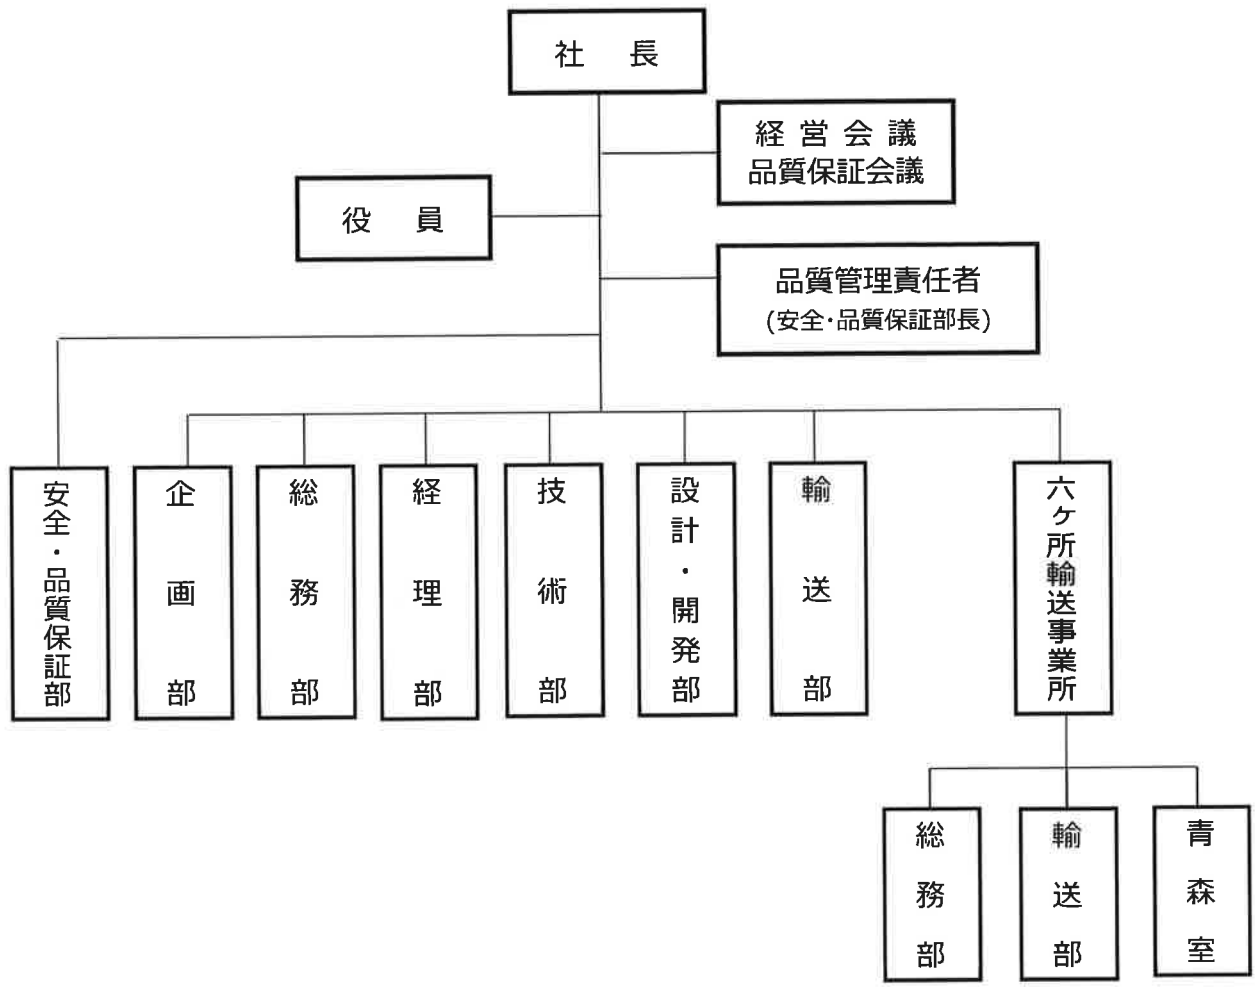 社長
経営会議
品質保証会議
役員
品質管理責任者
(安全・品質保証部長)
安全・品質保証部
企画部
総務部
経理部
技術部
設計・開発部
輸送部
六ケ所輸送事業所
総務部
輸送部
青森室